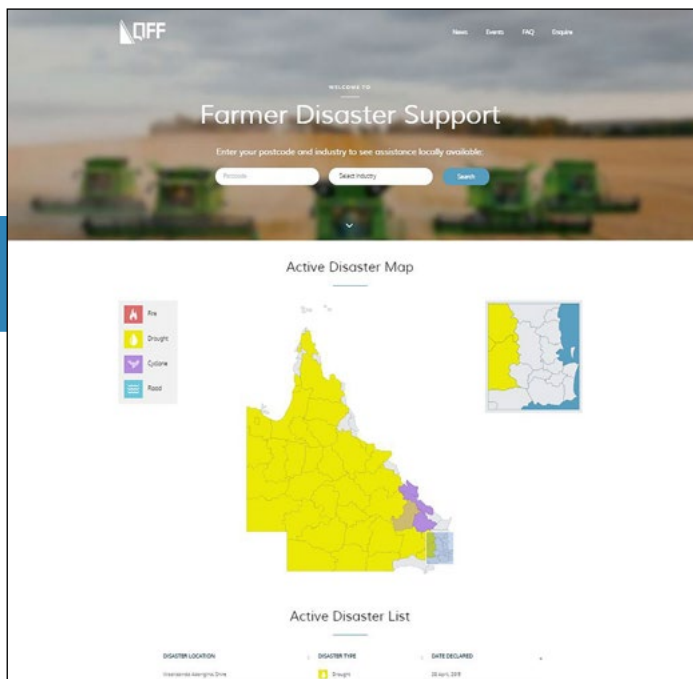 QFF
News Events FAQ Enquire
WELCOME TO
Farmer Disaster Support
Enter your postcode and industry to see assistance locally available:
Postcode Select Industry Search
Active Disaster Map
Fire
Drought
Cyclone
Flood
Active Disaster List
DISASTER LOCATION DISASTER TYPE DATE DECLARED
Drought